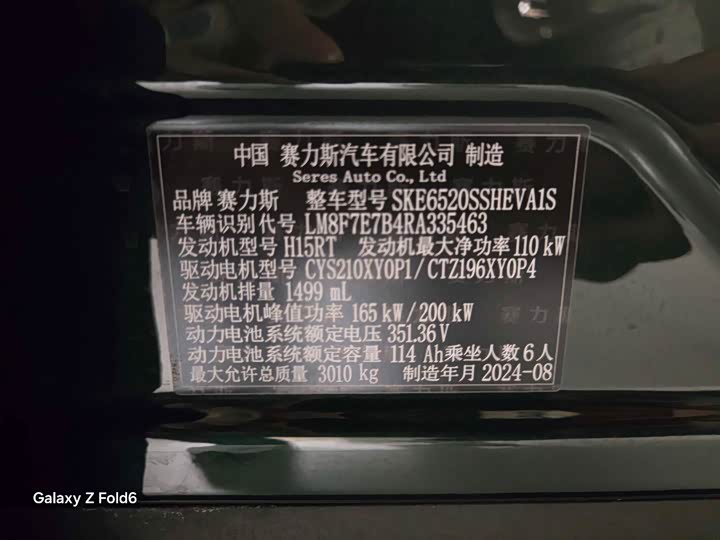 中国 赛力斯汽车有限公司 制造
Seres Auto Co., Ltd
品牌 赛力斯 整车型号 SKE6520SSHEVA1S
车辆识别代号 LM8F7E7B4RA335463
发动机型号 H15RT 发动机最大净功率 110 kW
驱动电机型号 CYS210XY0P1/CTZ196XY0P4
发动机排量 1499 mL
驱动电机峰值功率 165 kW/200 kW
动力电池系统额定电压 351.36 V
动力电池系统额定容量 114 Ah 乘坐人数 6 人
最大允许总质量 3010 kg 制造年月 2024-08
Galaxy Z Fold6